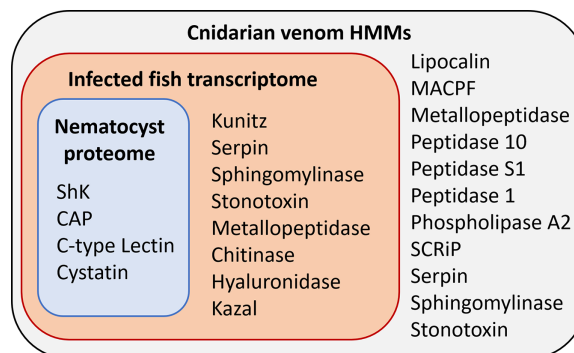 Cnidarian venom HMMs
Infected fish transcriptome
Nematocyst
proteome
ShK
CAP
C-type Lectin
Cystatin
Kunitz
Serpin
Sphingomylinase
Stonotoxin
Metallopeptidase
Chitinase
Hyaluronidase
Kazal
Lipocalin
MACPF
Metallopeptidase
Peptidase 10
Peptidase S1
Peptidase 1
Phospholipase A2
SCRiP
Serpin
Sphingomylinase
Stonotoxin